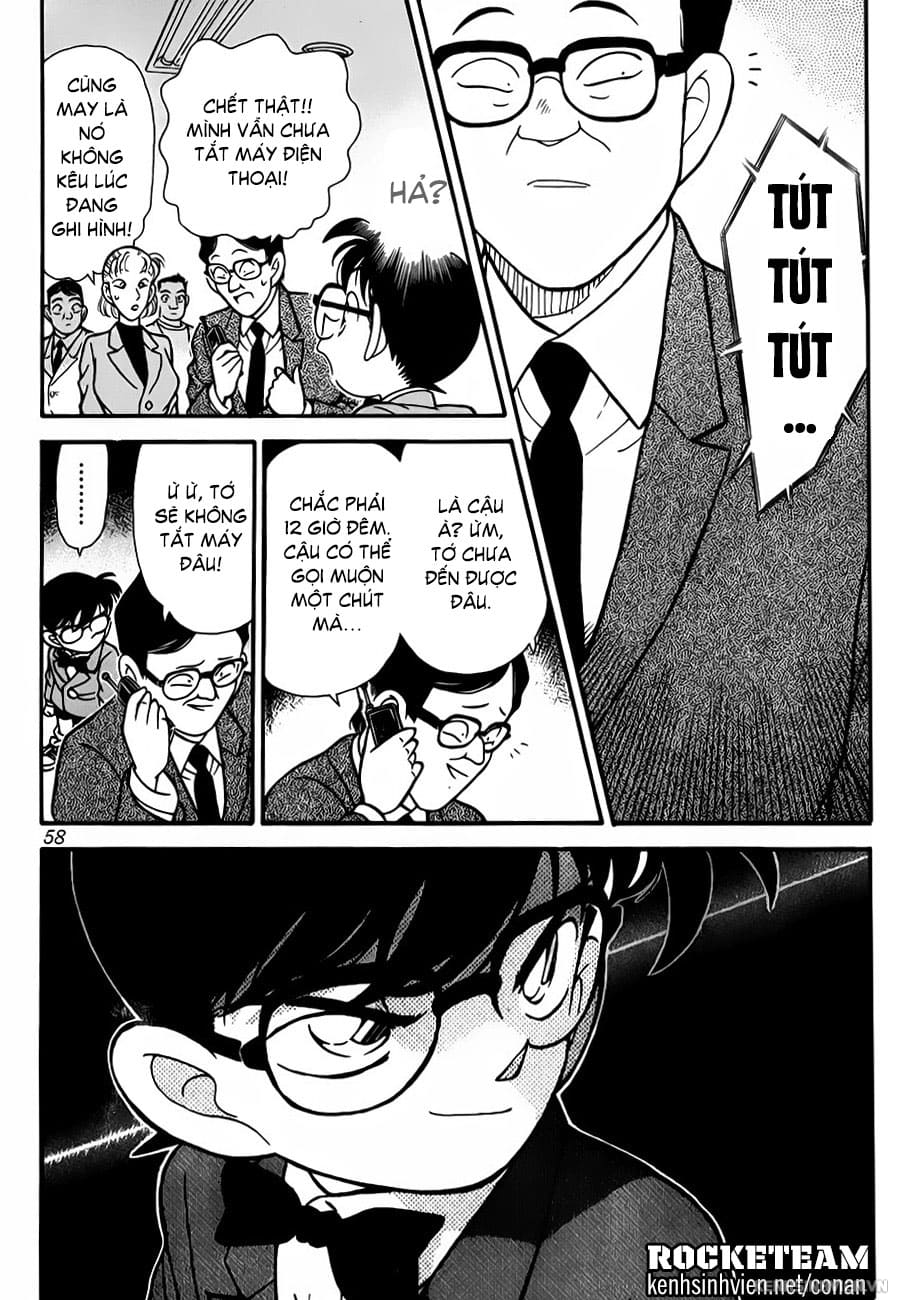 TÚT
TÚT
TÚT
...
HẢ?
CHẾT THẬT!!
MÌNH VẪN CHƯA
TẮT MÁY ĐIỆN
THOẠI!
CŨNG
MAY LÀ
NÓ
KHÔNG
KÊU LÚC
ĐANG
GHI HÌNH!
LÀ CẬU
À? ỪM,
TỚ CHƯA
ĐẾN ĐƯỢC
ĐÂU.
CHẮC PHẢI
12 GIỜ ĐÊM.
CẬU CÓ THỂ
GỌI MUỘN
MỘT CHÚT
MÀ...
Ừ Ừ, TỚ
SẼ KHÔNG
TẮT MÁY
ĐÂU!
.........
58
ROCKETEAM
kenhsinhvien.net/conan